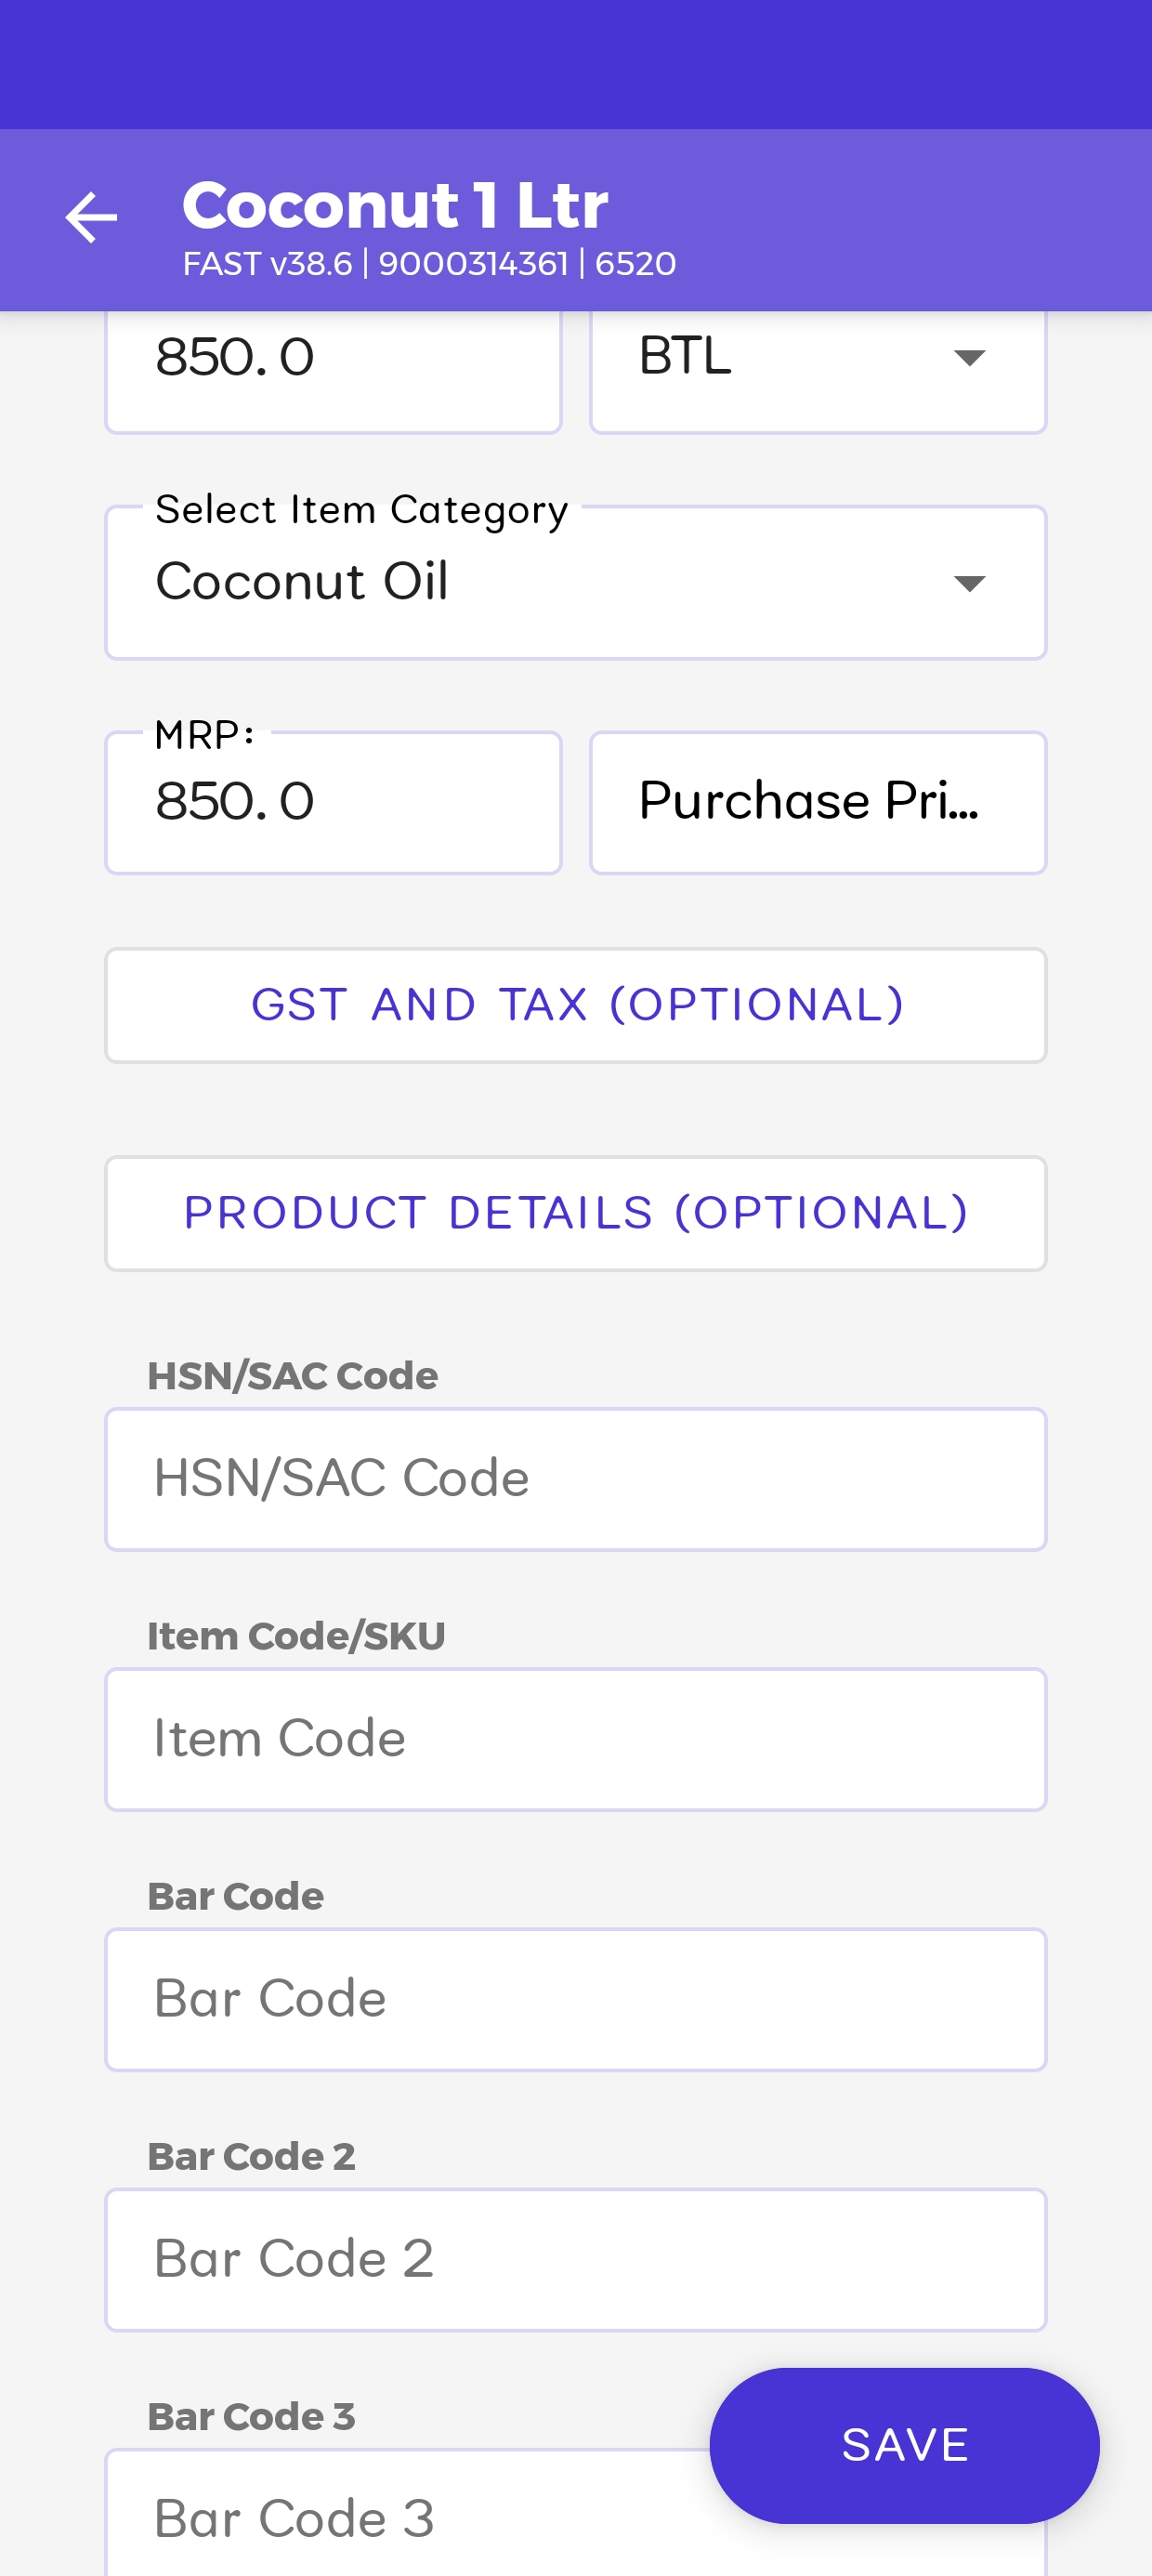 Coconut 1 Ltr
FAST v38.6 | 9000314361 | 6520
850.0
BTL
Select Item Category
Coconut Oil
MRP:
850.0
Purchase Pri...
GST AND TAX (OPTIONAL)
PRODUCT DETAILS (OPTIONAL)
HSN/SAC Code
HSN/SAC Code
Item Code/SKU
Item Code
Bar Code
Bar Code
Bar Code 2
Bar Code 2
Bar Code 3
Bar Code 3
SAVE